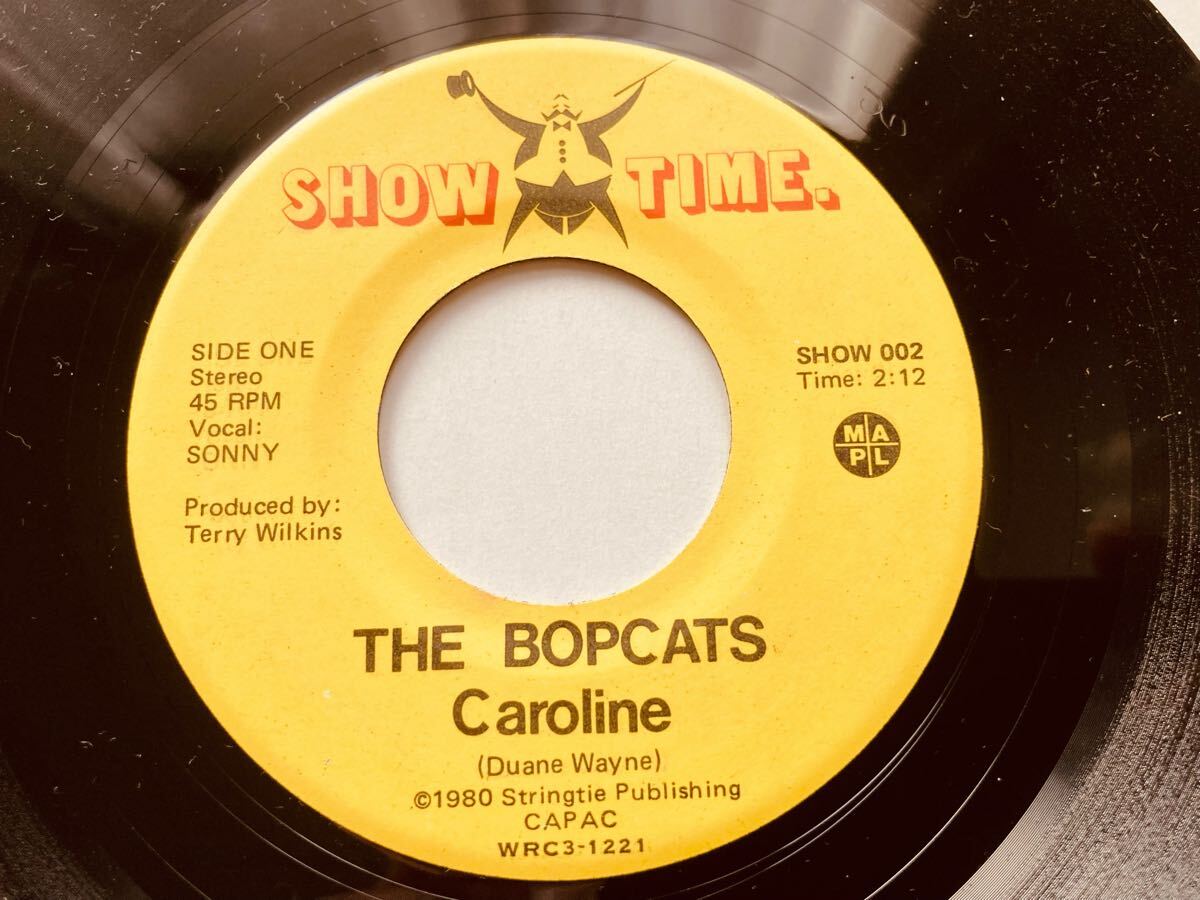 SHOW TIME.
SIDE ONE
Stereo
45 RPM
Vocal:
SONNY
Produced by:
Terry Wilkins
SHOW 002
Time: 2:12
M A
P L
THE BOPCATS
Caroline
(Duane Wayne)
©1980 Stringtie Publishing
CAPAC
WRC3-1221